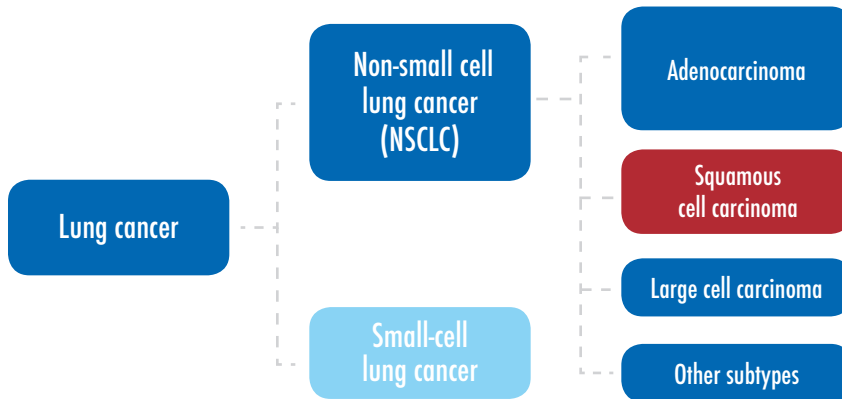 Lung cancer
Non-small cell
lung cancer
(NSCLC)
Small-cell
lung cancer
Adenocarcinoma
Squamous
cell carcinoma
Large cell carcinoma
Other subtypes